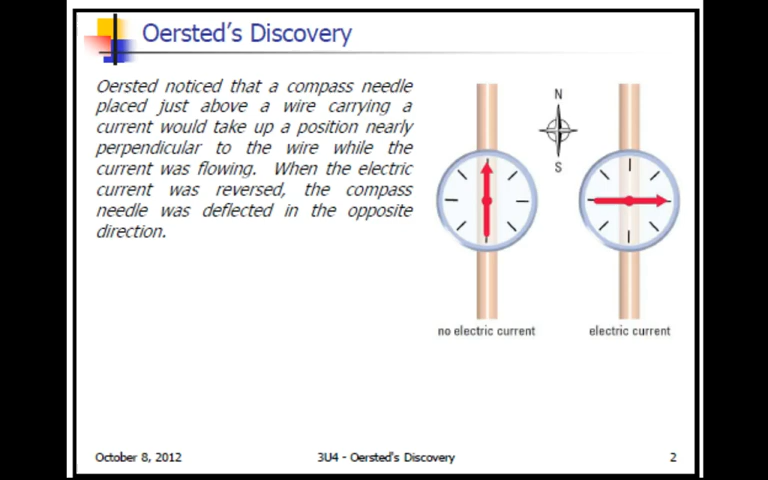 Oersted's Discovery
Oersted noticed that a compass needle
placed just above a wire carrying a
current would take up a position nearly
perpendicular to the wire while the
current was flowing. When the electric
current was reversed, the compass
needle was deflected in the opposite
direction.
N
S
no electric current
electric current
October 8, 2012
3U4 - Oersted's Discovery
2